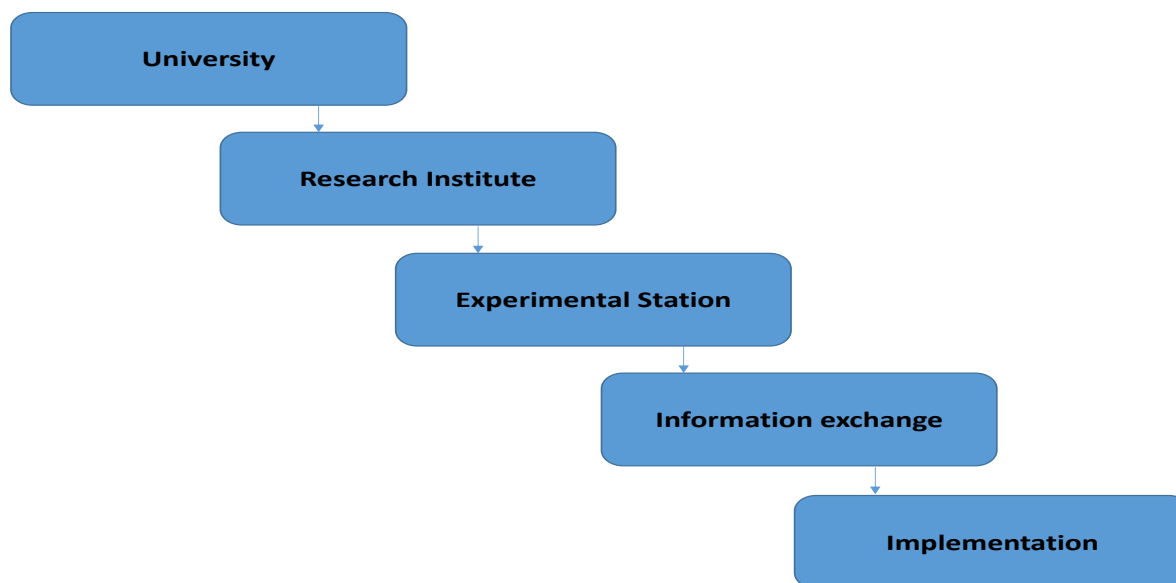 University
Research Institute
Experimental Station
Information exchange
Implementation